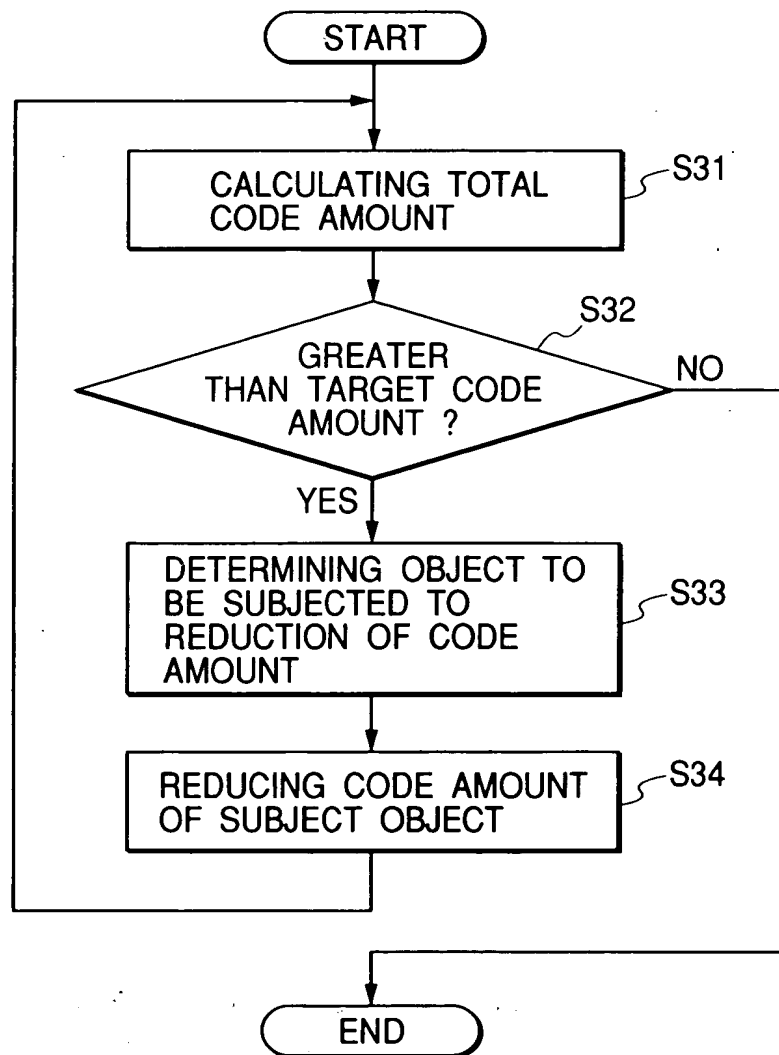 START
CALCULATING TOTAL
CODE AMOUNT
S31
GREATER
THAN TARGET CODE
AMOUNT ?
S32
NO
YES
DETERMINING OBJECT TO
BE SUBJECTED TO
REDUCTION OF CODE
AMOUNT
S33
REDUCING CODE AMOUNT
OF SUBJECT OBJECT
S34
END